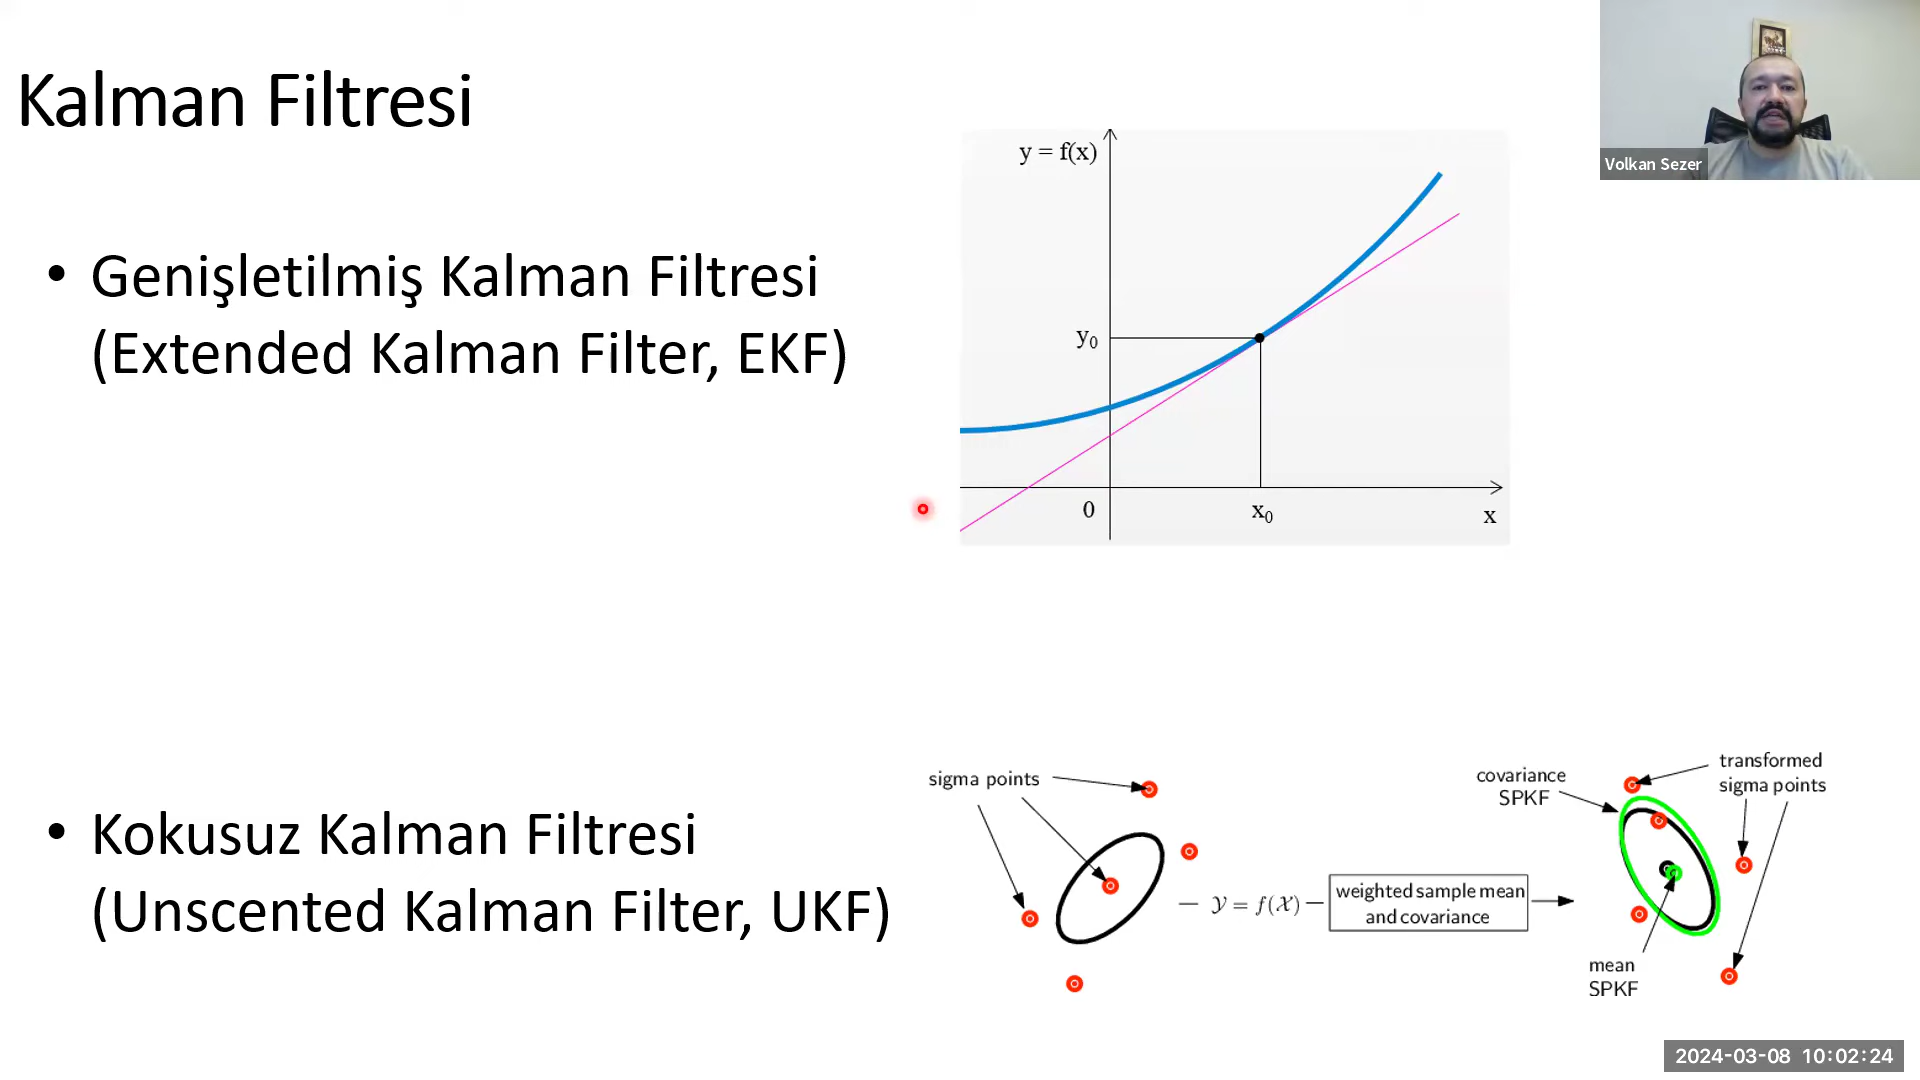 Kalman Filtresi
Volkan Sezer
• Genişletilmiş Kalman Filtresi
(Extended Kalman Filter, EKF)
y = f(x)
y₀
0
x₀
x
• Kokusuz Kalman Filtresi
(Unscented Kalman Filter, UKF)
sigma points
𝒴 = f(𝒳)
weighted sample mean
and covariance
covariance
SPKF
transformed
sigma points
mean
SPKF
2024-03-08 10:02:24